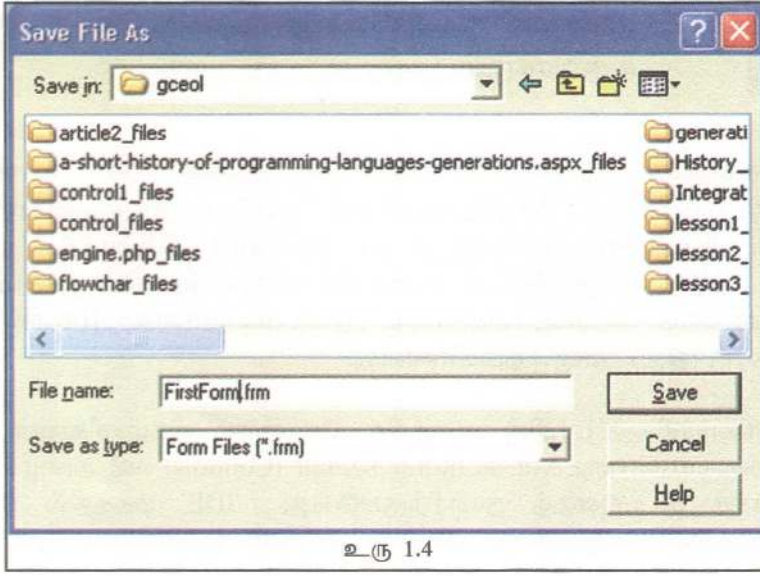 Save File As
Save in: gceol
article2_files
a-short-history-of-programming-languages-generations.aspx_files
control1_files
control_files
engine.php_files
flowchar_files
generati
History_
Integrat
lesson1_
lesson2_
lesson3_
File name: FirstForm.frm Save
Save as type: Form Files (*.frm) Cancel
Help
உரு 1.4